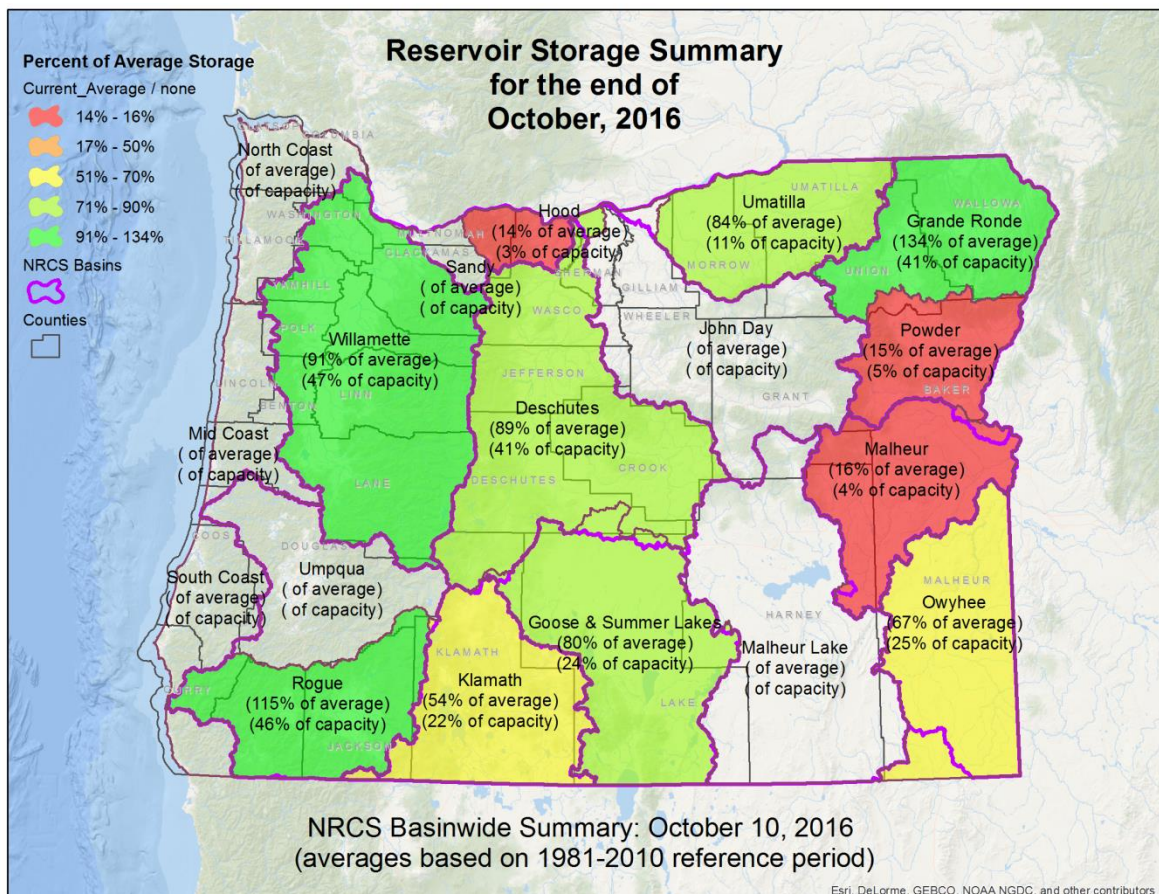 Reservoir Storage Summary
for the end of
October, 2016
Percent of Average Storage
Current_Average / none
14% - 16%
17% - 50%
51% - 70%
71% - 90%
91% - 134%
NRCS Basins
Counties
COLUMBIA
North Coast
( of average)
( of capacity)
WASHINGTON
TILLAMOOK
MULTNOMAH
CLACKAMAS
YAMHILL
Hood
(14% of average)
(3% of capacity)
SHERMAN
Sandy
( of average)
( of capacity)
UMATILLA
Umatilla
(84% of average)
(11% of capacity)
MORROW
WALLOWA
Grande Ronde
(134% of average)
(41% of capacity)
UNION
GILLIAM
WHEELER
WASCO
POLK
Willamette
(91% of average)
(47% of capacity)
LINCOLN
BENTON
LINN
JEFFERSON
John Day
( of average)
( of capacity)
GRANT
Powder
(15% of average)
(5% of capacity)
BAKER
Deschutes
(89% of average)
(41% of capacity)
CROOK
DESCHUTES
Mid Coast
( of average)
( of capacity)
LANE
Malheur
(16% of average)
(4% of capacity)
COOS
DOUGLAS
South Coast
( of average)
( of capacity)
Umpqua
( of average)
( of capacity)
MALHEUR
Owyhee
(67% of average)
(25% of capacity)
HARNEY
Goose & Summer Lakes
(80% of average)
(24% of capacity)
LAKE
Malheur Lake
( of average)
( of capacity)
KLAMATH
Klamath
(54% of average)
(22% of capacity)
CURRY
Rogue
(115% of average)
(46% of capacity)
JACKSON
NRCS Basinwide Summary: October 10, 2016
(averages based on 1981-2010 reference period)
Esri, DeLorme, GEBCO, NOAA NGDC, and other contributors